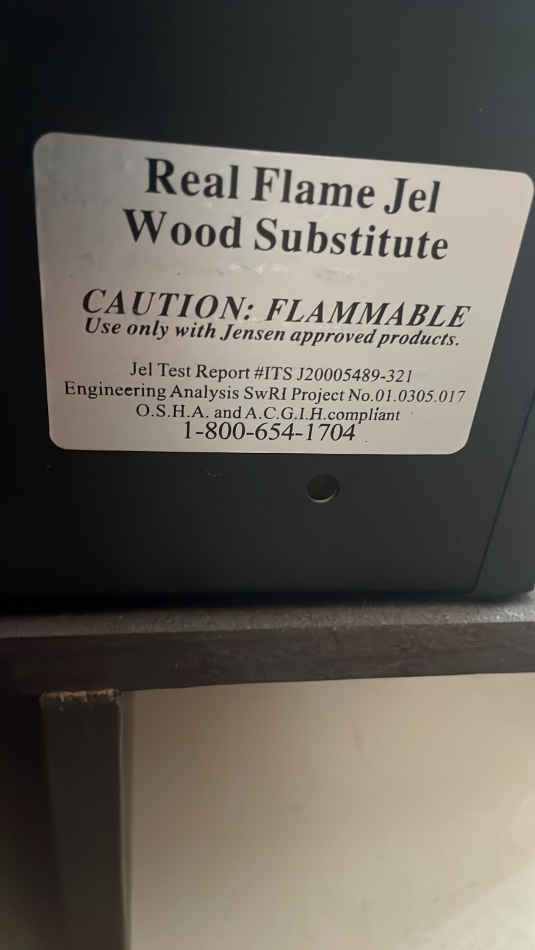 Real Flame Jel
Wood Substitute
CAUTION: FLAMMABLE
Use only with Jensen approved products.
Jel Test Report #ITS J20005489-321
Engineering Analysis SwRI Project No.01.0305.017
O.S.H.A. and A.C.G.I.H.compliant
1-800-654-1704